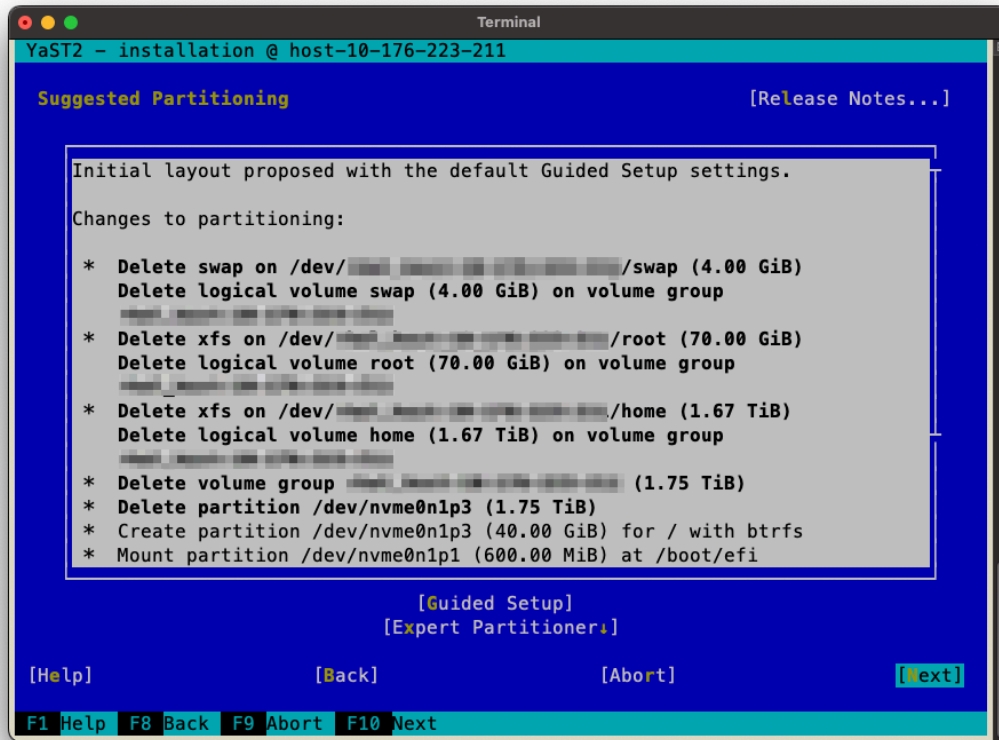 Terminal
YaST2 - installation @ host-10-176-223-211
Suggested Partitioning
[Release Notes...]
Initial layout proposed with the default Guided Setup settings.
Changes to partitioning:
* Delete swap on /dev/ /swap (4.00 GiB)
Delete logical volume swap (4.00 GiB) on volume group
* Delete xfs on /dev/ /root (70.00 GiB)
Delete logical volume root (70.00 GiB) on volume group
* Delete xfs on /dev/ /home (1.67 TiB)
Delete logical volume home (1.67 TiB) on volume group
* Delete volume group (1.75 TiB)
* Delete partition /dev/nvme0n1p3 (1.75 TiB)
* Create partition /dev/nvme0n1p3 (40.00 GiB) for / with btrfs
* Mount partition /dev/nvme0n1p1 (600.00 MiB) at /boot/efi
[Guided Setup]
[Expert Partitioner↓]
[Help] [Back] [Abort] [Next]
F1 Help F8 Back F9 Abort F10 Next